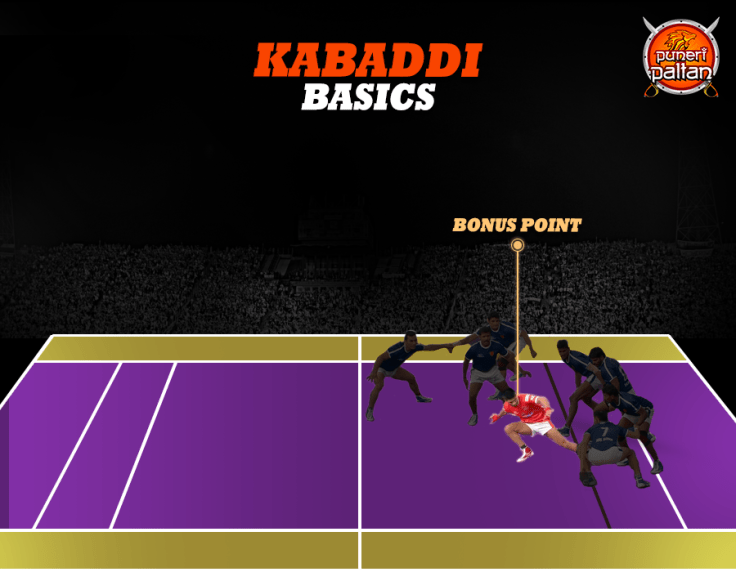 KABADDI
BASICS
puneri
paltan
BONUS POINT
7